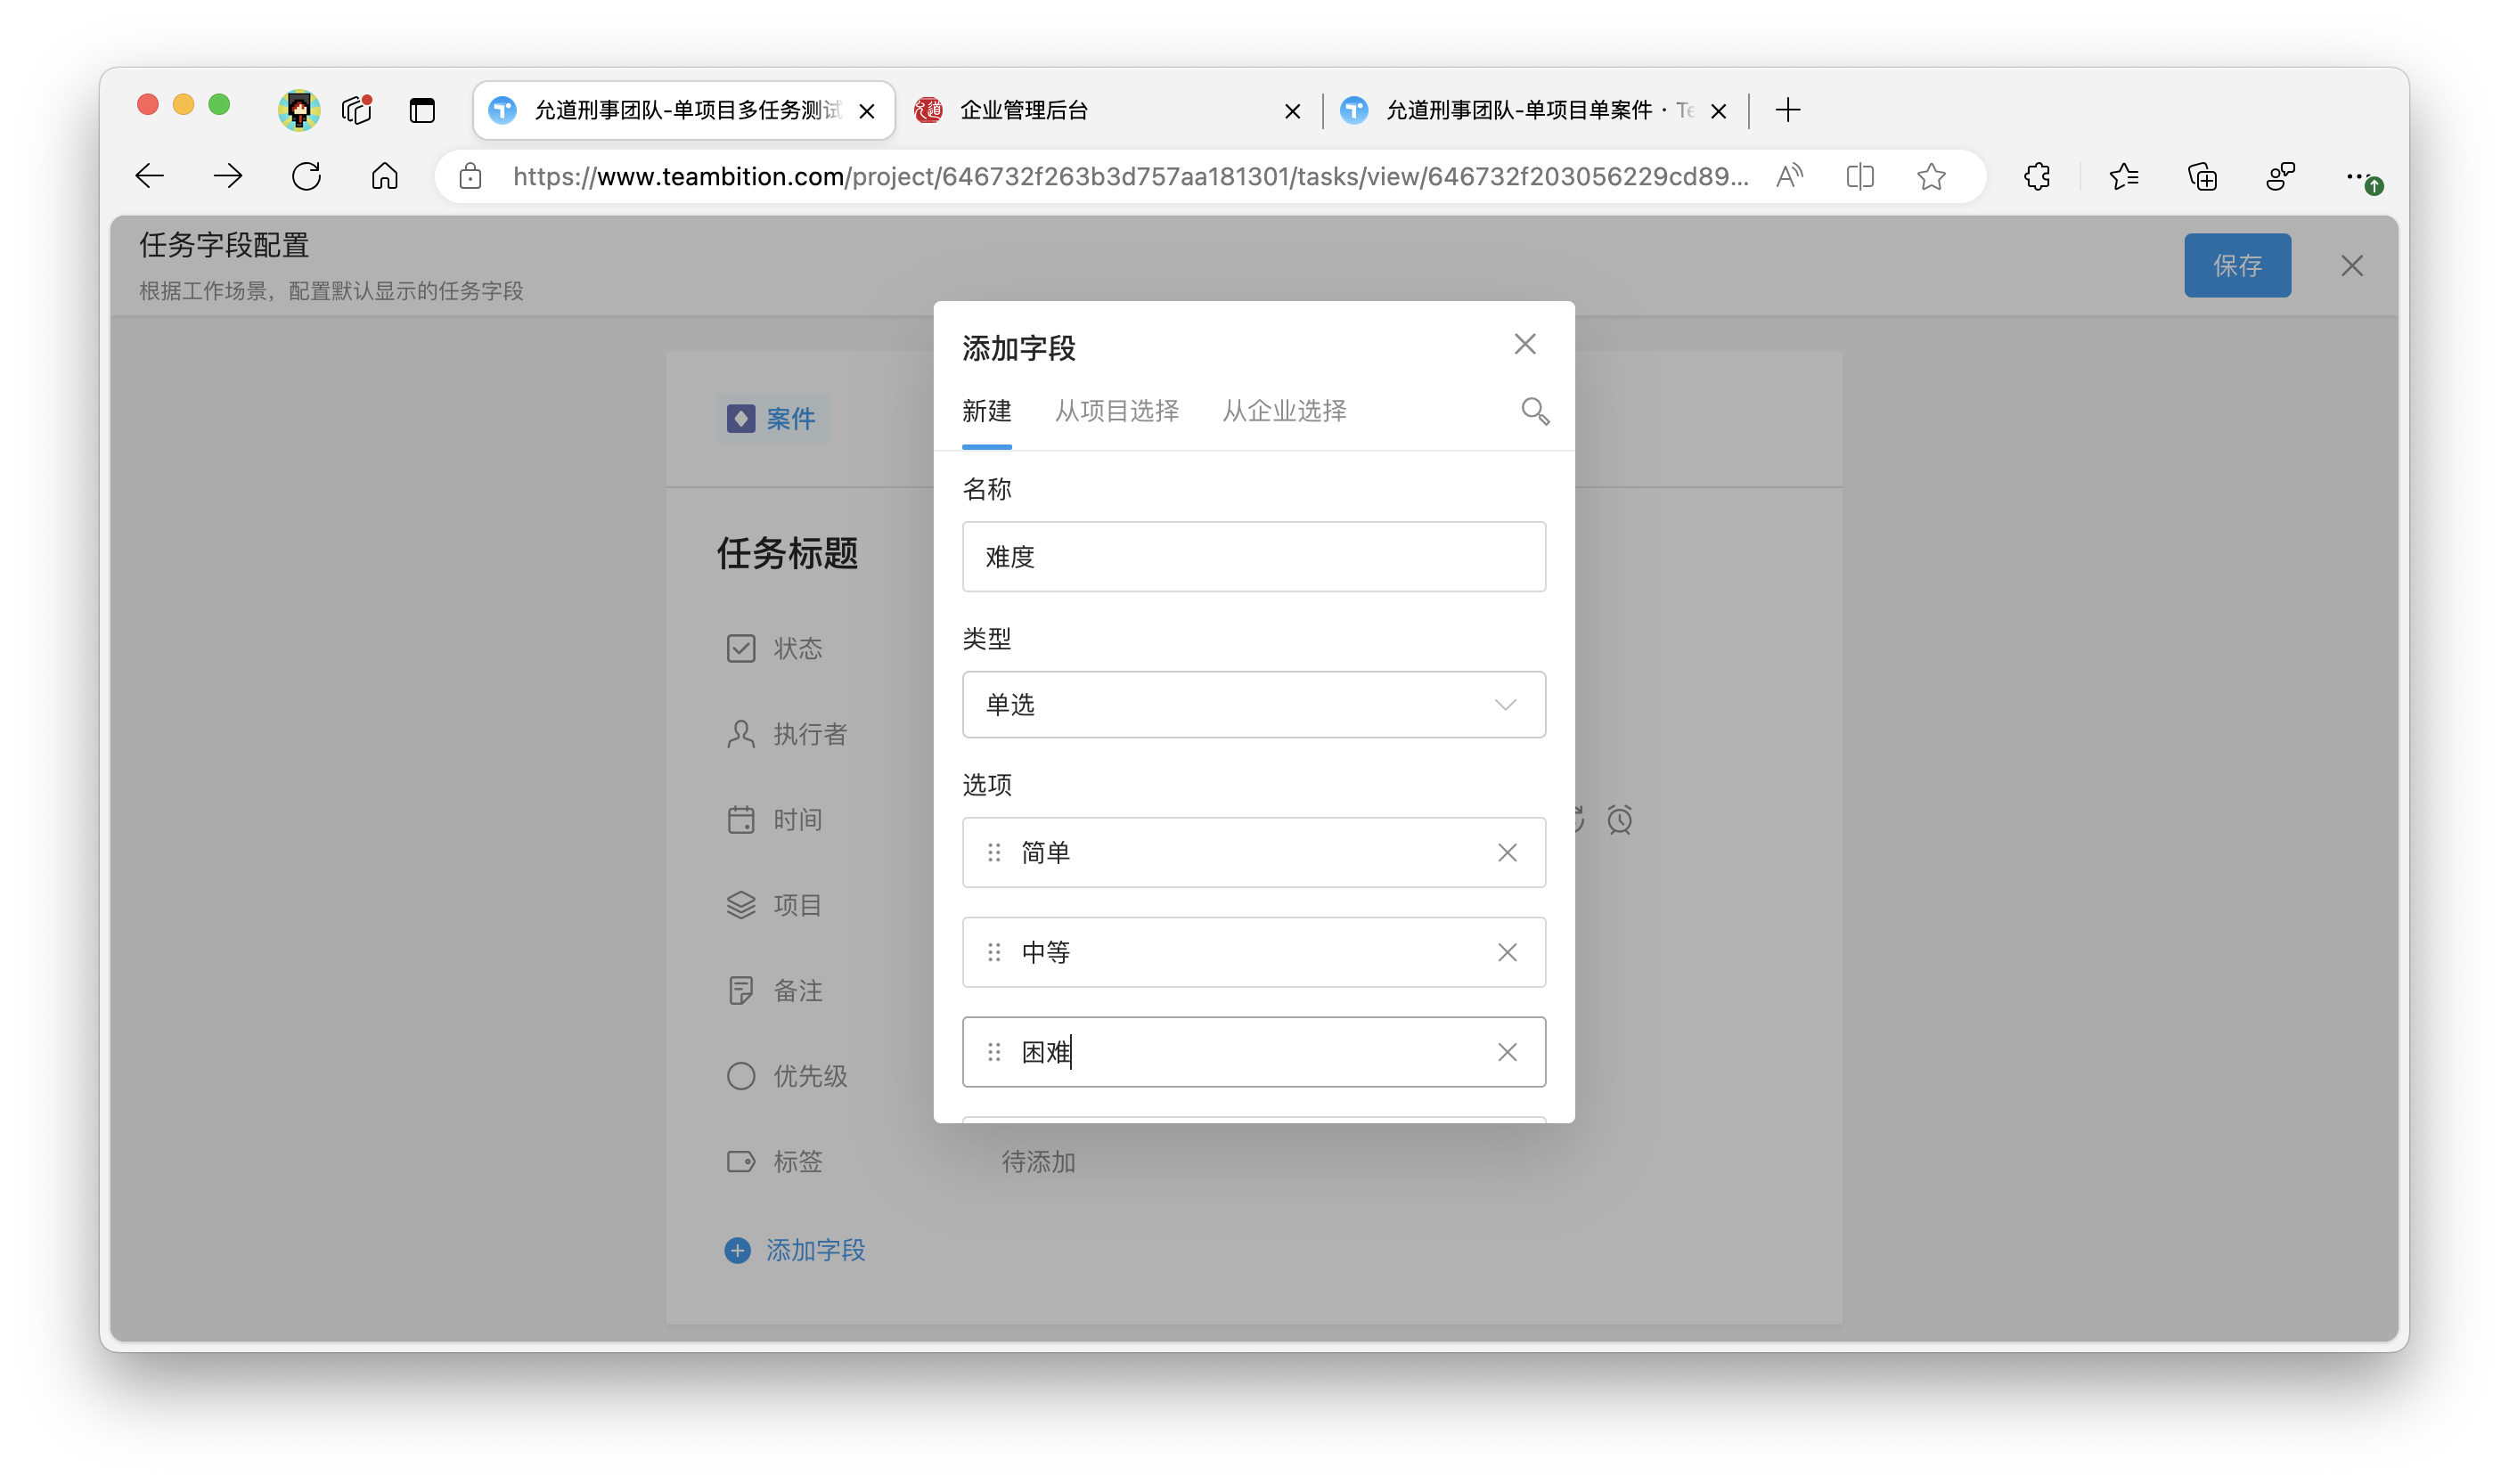 允道刑事团队-单项目多任务测试
企业管理后台
允道刑事团队-单项目单案件 · Te
https://www.teambition.com/project/646732f263b3d757aa181301/tasks/view/646732f203056229cd89...
任务字段配置
根据工作场景，配置默认显示的任务字段
保存
案件
任务标题
状态
执行者
时间
项目
备注
优先级
标签
待添加
添加字段
添加字段
新建
从项目选择
从企业选择
名称
难度
类型
单选
选项
简单
中等
困难